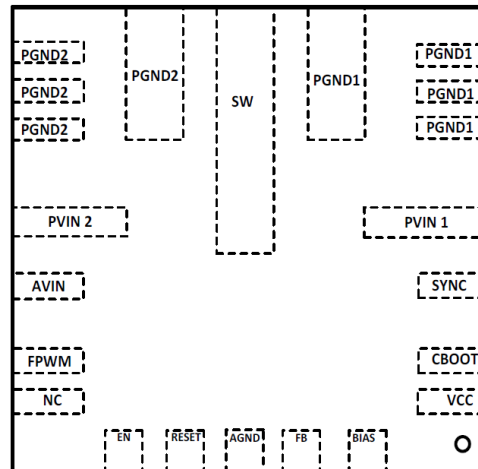 PGND2
PGND1
PGND2
PGND1
SW
PGND2
PGND1
PGND2
PGND1
PVIN 2
PVIN 1
AVIN
SYNC
FPWM
CBOOT
NC
VCC
EN
RESET
AGND
FB
BIAS